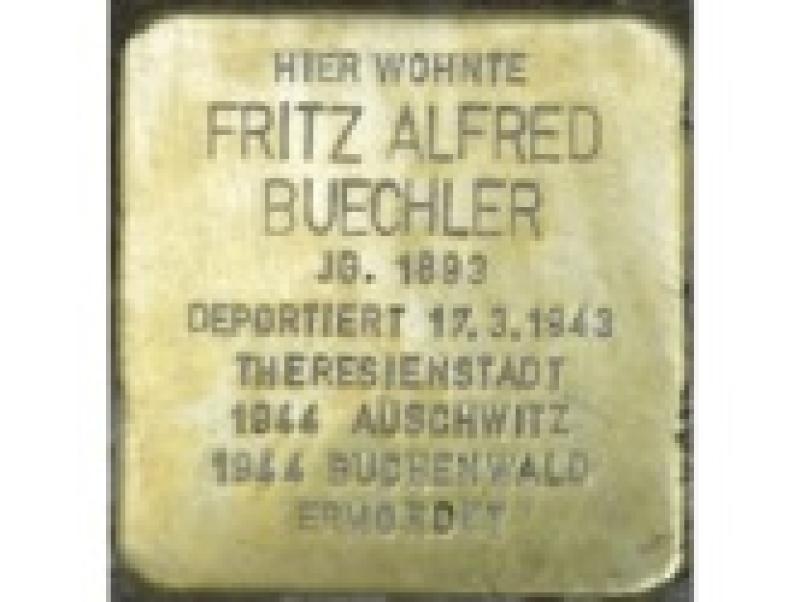 HIER WOHNTE
FRITZ ALFRED
BUECHLER
JG. 1893
DEPORTIERT 17.3.1943
THERESIENSTADT
1944 AUSCHWITZ
1944 BUCHENWALD
ERMORDET